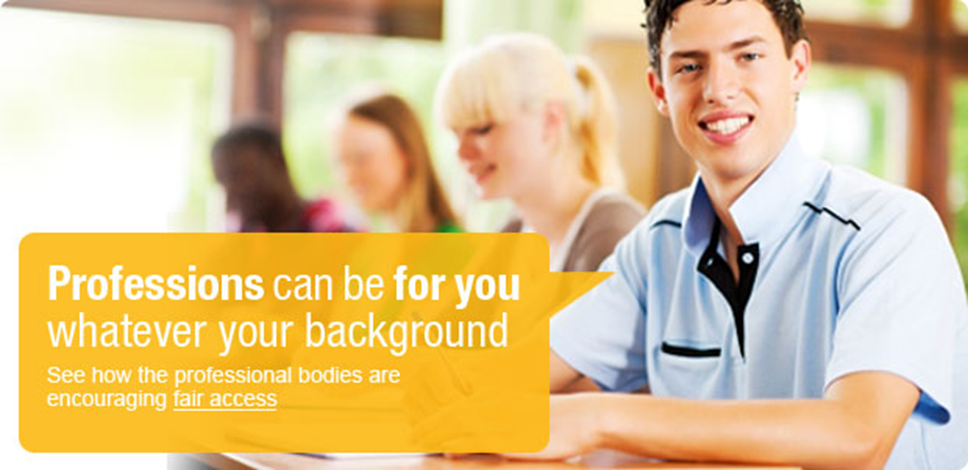 Professions can be for you
whatever your background
See how the professional bodies are
encouraging fair access